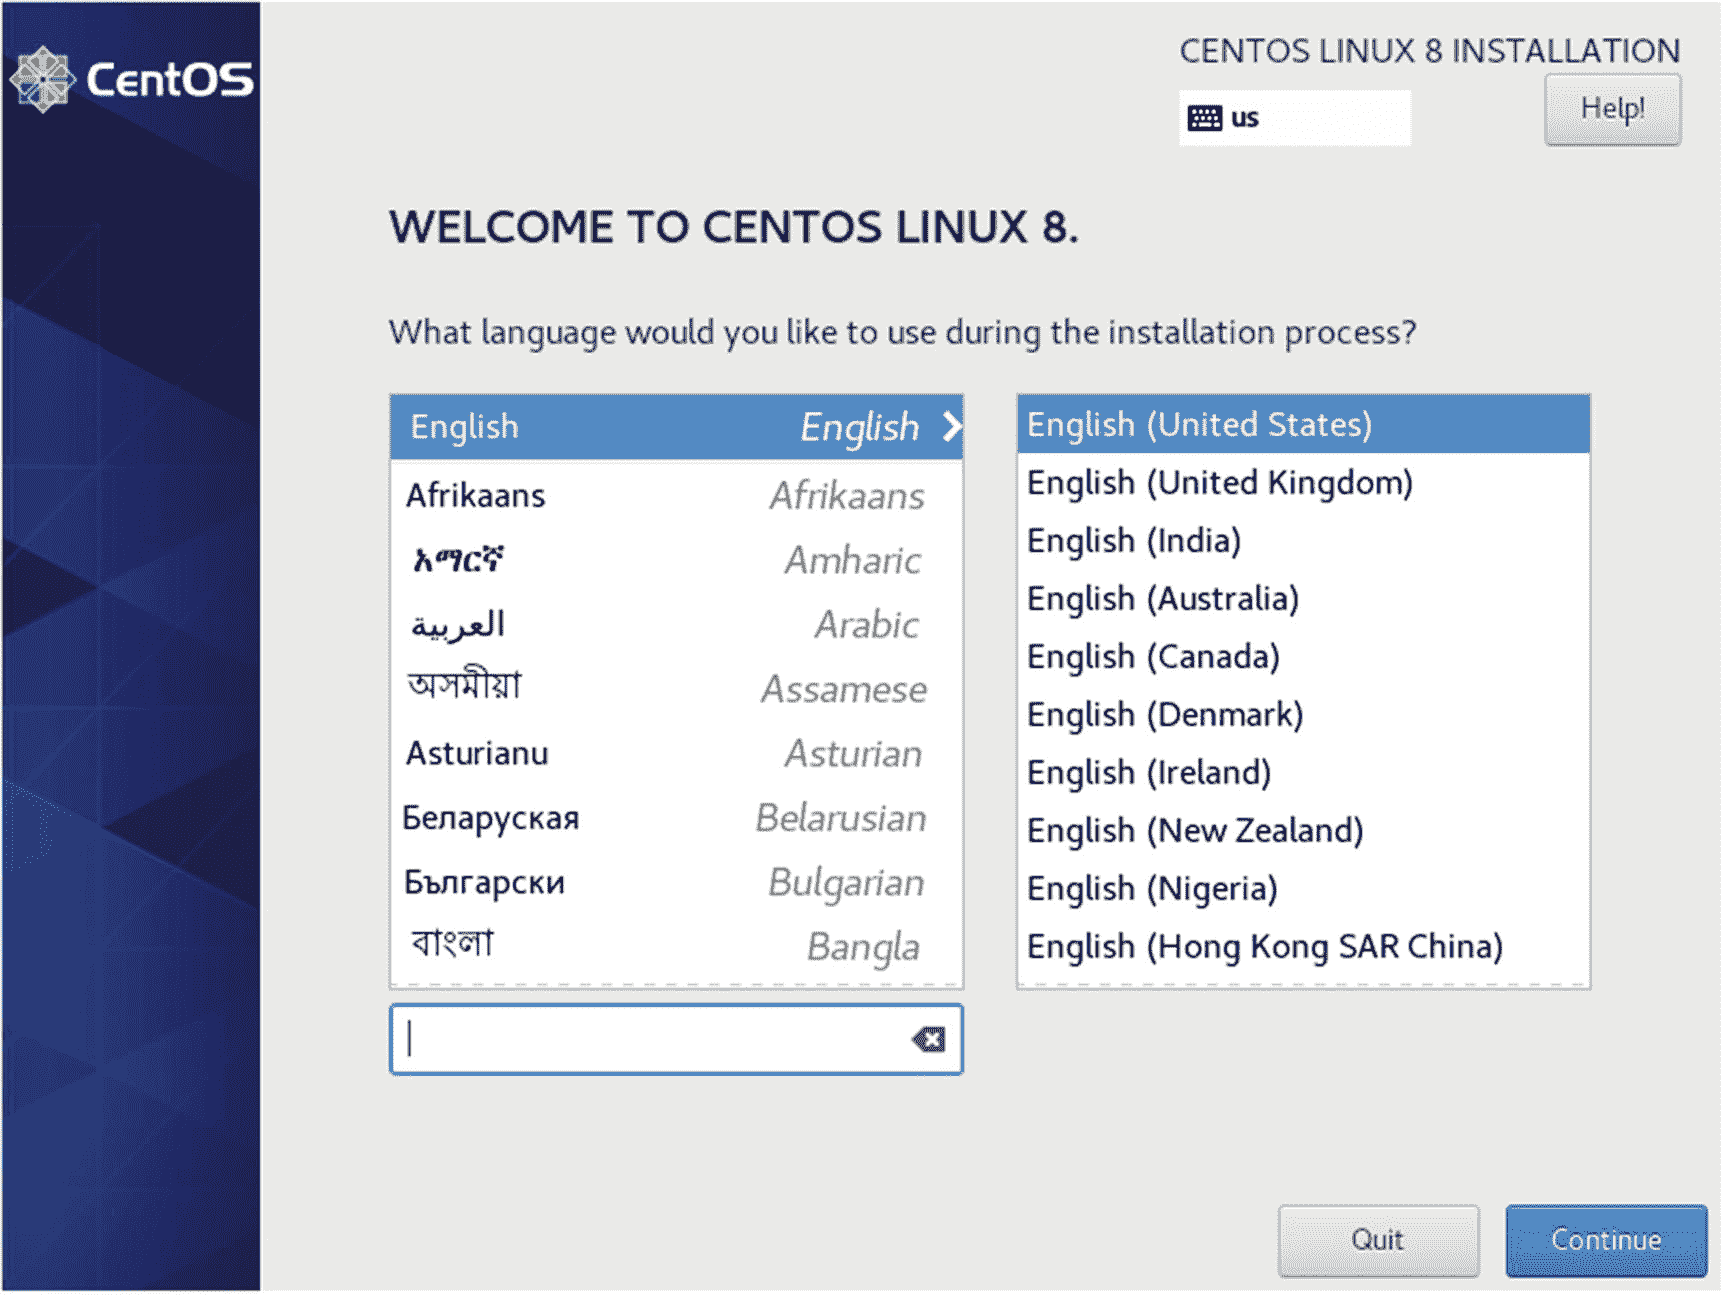 CentOS
CENTOS LINUX 8 INSTALLATION
us
Help!
WELCOME TO CENTOS LINUX 8.
What language would you like to use during the installation process?
English English
Afrikaans Afrikaans
አማርኛ Amharic
العربية Arabic
অসমীয়া Assamese
Asturianu Asturian
Беларуская Belarusian
Български Bulgarian
বাংলা Bangla
English (United States)
English (United Kingdom)
English (India)
English (Australia)
English (Canada)
English (Denmark)
English (Ireland)
English (New Zealand)
English (Nigeria)
English (Hong Kong SAR China)
Quit
Continue